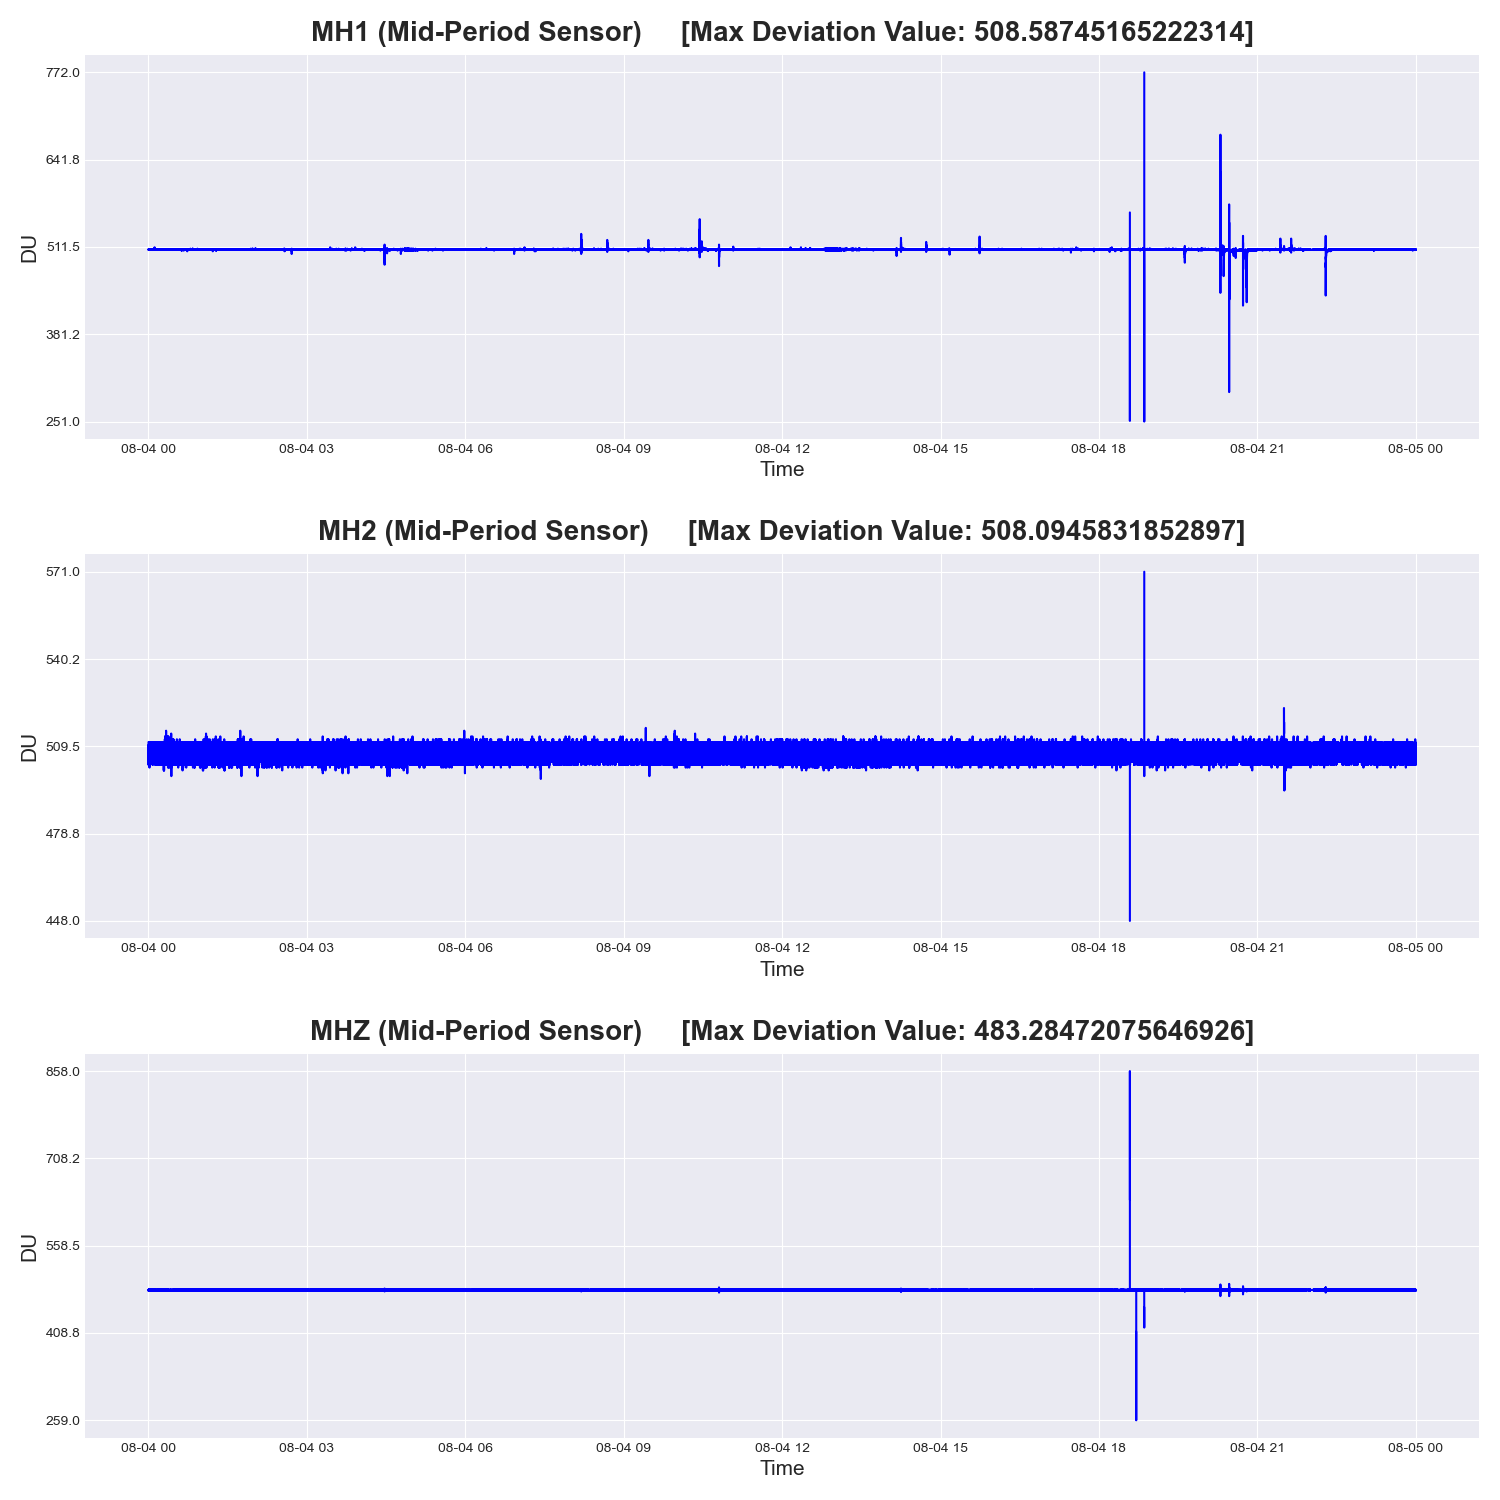 MH1 (Mid-Period Sensor)     [Max Deviation Value: 508.58745165222314]
772.0
641.8
511.5
381.2
251.0
DU
08-04 00 08-04 03 08-04 06 08-04 09 08-04 12 08-04 15 08-04 18 08-04 21 08-05 00
Time
MH2 (Mid-Period Sensor)     [Max Deviation Value: 508.0945831852897]
571.0
540.2
509.5
478.8
448.0
DU
08-04 00 08-04 03 08-04 06 08-04 09 08-04 12 08-04 15 08-04 18 08-04 21 08-05 00
Time
MHZ (Mid-Period Sensor)     [Max Deviation Value: 483.28472075646926]
858.0
708.2
558.5
408.8
259.0
DU
08-04 00 08-04 03 08-04 06 08-04 09 08-04 12 08-04 15 08-04 18 08-04 21 08-05 00
Time